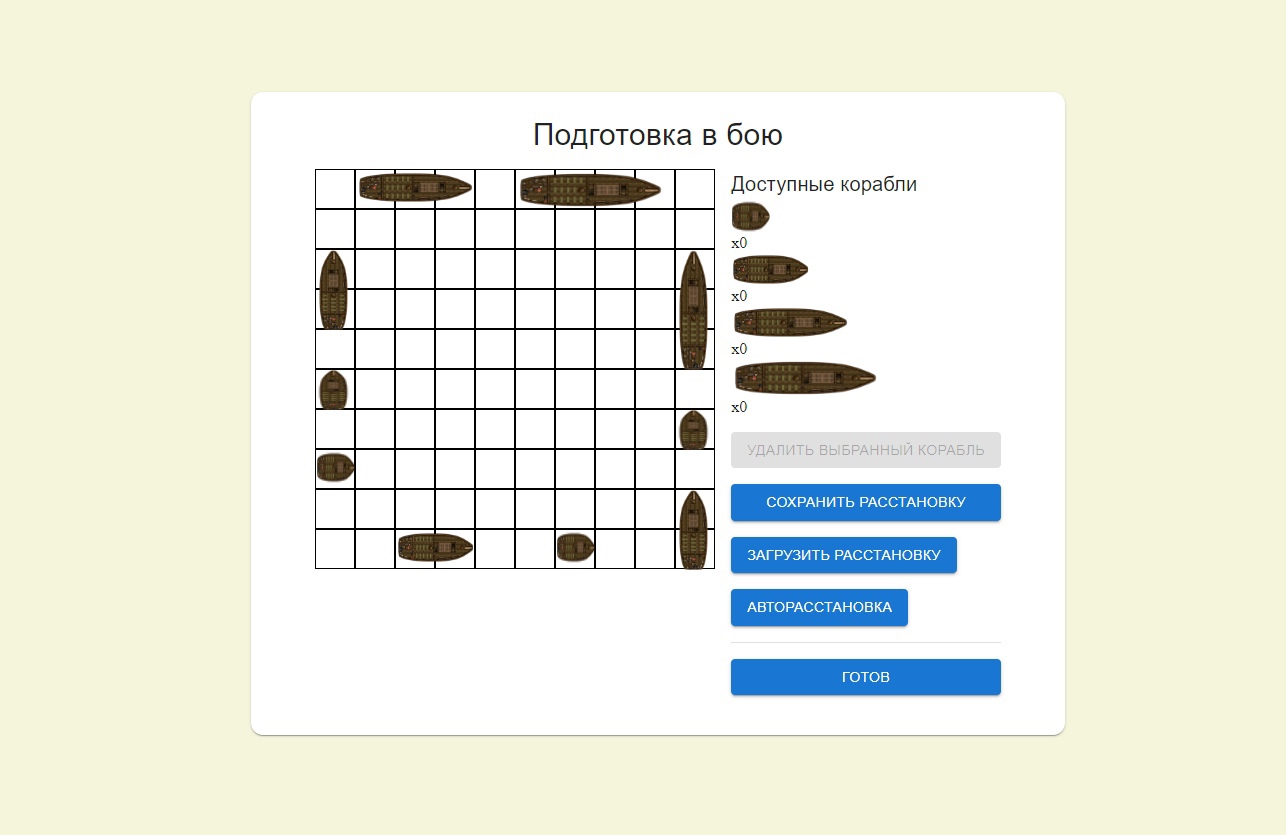 Подготовка в бою
Доступные корабли
x0
x0
x0
x0
УДАЛИТЬ ВЫБРАННЫЙ КОРАБЛЬ
СОХРАНИТЬ РАССТАНОВКУ
ЗАГРУЗИТЬ РАССТАНОВКУ
АВТОРАССТАНОВКА
ГОТОВ